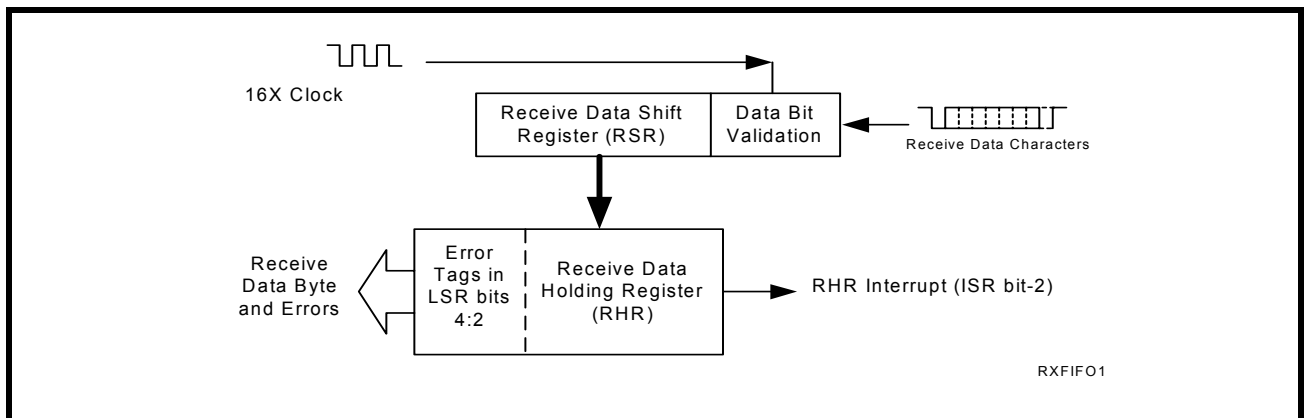 16X Clock
Receive Data Shift
Register (RSR)
Data Bit
Validation
Receive Data Characters
Receive
Data Byte
and Errors
Error
Tags in
LSR bits
4:2
Receive Data
Holding Register
(RHR)
RHR Interrupt (ISR bit-2)
RXFIFO1